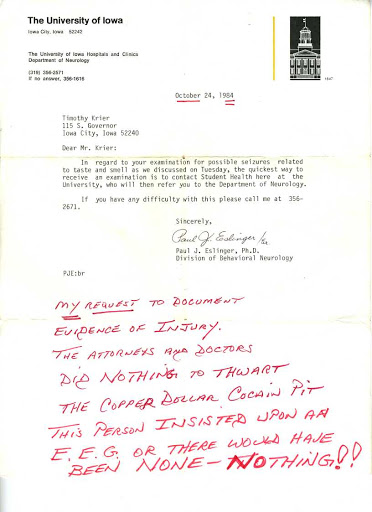 The University of Iowa
Iowa City, Iowa 52242
1847
The University of Iowa Hospitals and Clinics
Department of Neurology
(319) 356-2571
If no answer, 356-1616
October 24, 1984
Timothy Krier
115 S. Governor
Iowa City, Iowa 52240
Dear Mr. Krier:
In regard to your examination for possible seizures related
to taste and smell as we discussed on Tuesday, the quickest way to
receive an examination is to contact Student Health here at the
University, who will then refer you to the Department of Neurology.
If you have any difficulty with this please call me at 356-
2671.
Sincerely,
Paul J. Eslinger/br
Paul J. Eslinger, Ph.D.
Division of Behavioral Neurology
PJE:br
MY REQUEST TO DOCUMENT
EVIDENCE OF INJURY.
THE ATTORNEYS AND DOCTORS
DID NOTHING TO THWART
THE COPPER DOLLAR COCAIN PIT
THIS PERSON INSISTED UPON AN
E.E.G. OR THERE WOULD HAVE
BEEN NONE—NOTHING!!